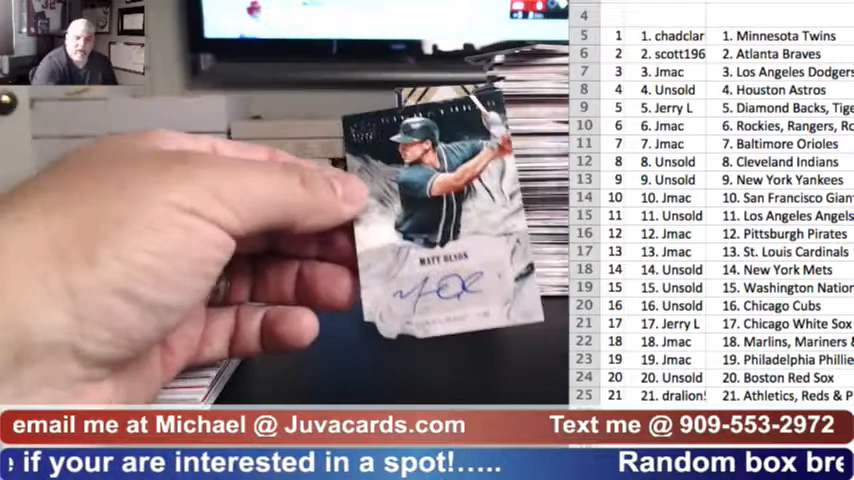 4
5 1 1. chadclar 1. Minnesota Twins
6 2 2. scott196 2. Atlanta Braves
7 3 3. Jmac 3. Los Angeles Dodgers
8 4 4. Unsold 4. Houston Astros
9 5 5. Jerry L 5. Diamond Backs, Tige
10 6 6. Jmac 6. Rockies, Rangers, Ro
11 7 7. Jmac 7. Baltimore Orioles
12 8 8. Unsold 8. Cleveland Indians
13 9 9. Unsold 9. New York Yankees
14 10 10. Jmac 10. San Francisco Giant
15 11 11. Unsold 11. Los Angeles Angels
16 12 12. Jmac 12. Pittsburgh Pirates
17 13 13. Jmac 13. St. Louis Cardinals
18 14 14. Unsold 14. New York Mets
19 15 15. Unsold 15. Washington Nation
20 16 16. Unsold 16. Chicago Cubs
21 17 17. Jerry L 17. Chicago White Sox
22 18 18. Jmac 18. Marlins, Mariners &
23 19 19. Jmac 19. Philadelphia Phillie
24 20 20. Unsold 20. Boston Red Sox
25 21 21. dralion! 21. Athletics, Reds & P
MATT OLSON
email me at Michael @ Juvacards.com Text me @ 909-553-2972
if your are interested in a spot!….. Random box bre